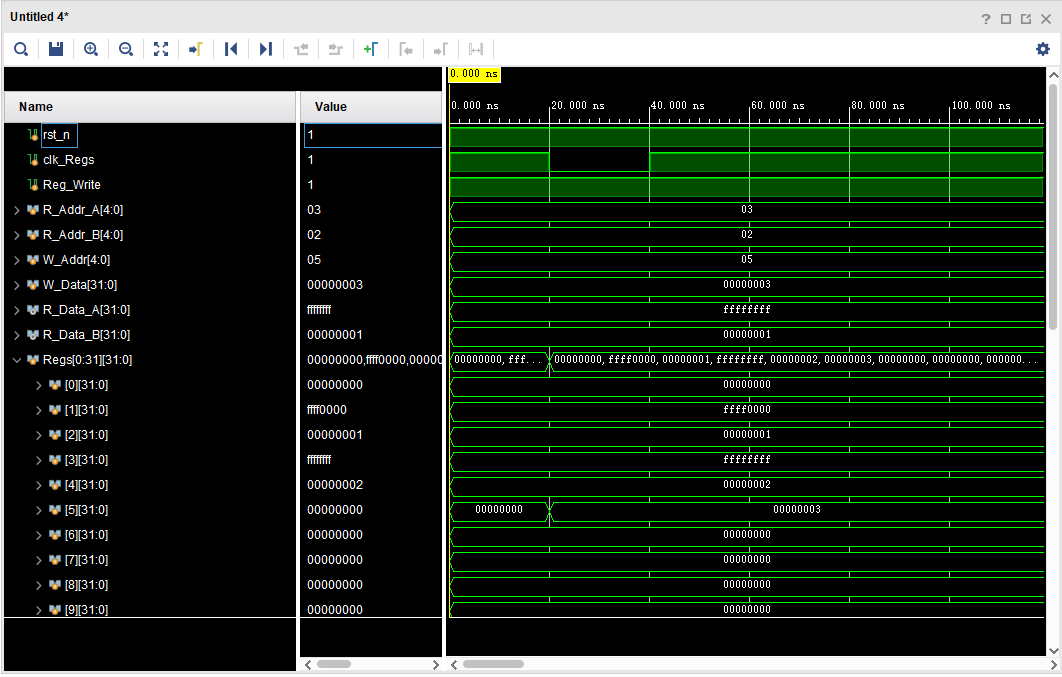 Untitled 4*
?
0.000 ns
Name Value
0.000 ns 20.000 ns 40.000 ns 60.000 ns 80.000 ns 100.000 ns
rst_n 1
clk_Regs 1
Reg_Write 1
R_Addr_A[4:0] 03 03
R_Addr_B[4:0] 02 02
W_Addr[4:0] 05 05
W_Data[31:0] 00000003 00000003
R_Data_A[31:0] ffffffff ffffffff
R_Data_B[31:0] 00000001 00000001
Regs[0:31][31:0] 00000000,ffff0000,00000 00000000, fff... 00000000, ffff0000, 00000001, ffffffff, 00000002, 00000003, 00000000, 00000000, 000000...
[0][31:0] 00000000 00000000
[1][31:0] ffff0000 ffff0000
[2][31:0] 00000001 00000001
[3][31:0] ffffffff ffffffff
[4][31:0] 00000002 00000002
[5][31:0] 00000000 00000000 00000003
[6][31:0] 00000000 00000000
[7][31:0] 00000000 00000000
[8][31:0] 00000000 00000000
[9][31:0] 00000000 00000000